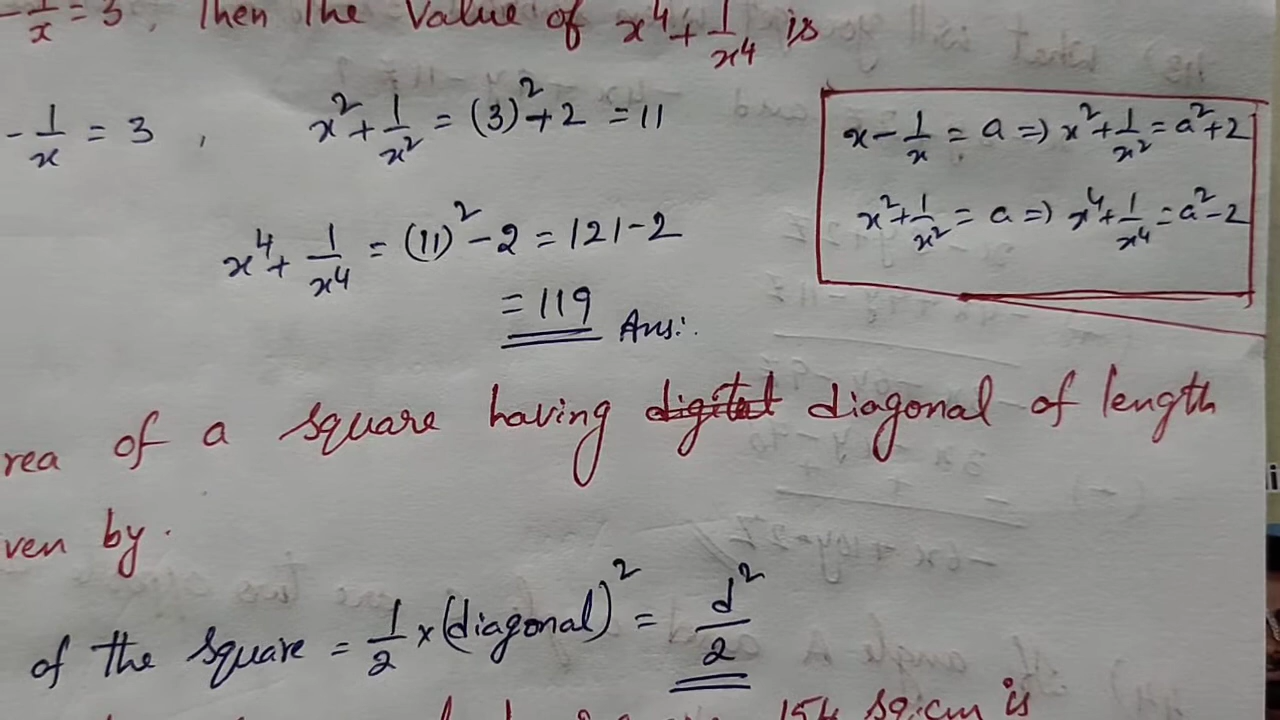 - 1/x = 3, Then The Value of x⁴ + 1/x⁴ is
- 1/x = 3 , x² + 1/x² = (3)² + 2 = 11
x - 1/x = a => x² + 1/x² = a² + 2
x² + 1/x² = a => x⁴ + 1/x⁴ = a² - 2
x⁴ + 1/x⁴ = (11)² - 2 = 121 - 2
= 119 Ans:.
rea of a square having digital diagonal of length
ven by.
of the square = 1/2 × (diagonal)² = d²/2
154 sq.cm is